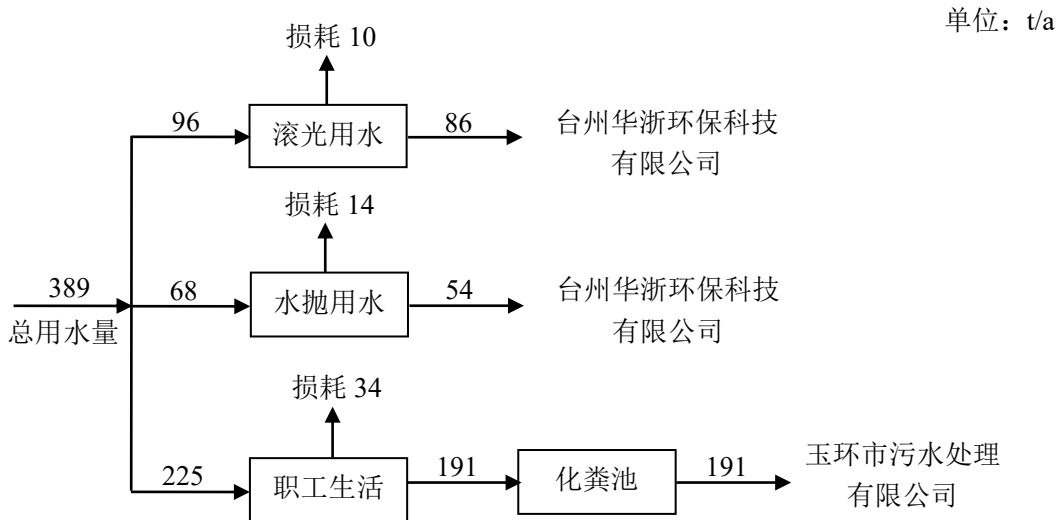 单位：t/a
损耗 10
96
滚光用水
86
台州华浙环保科技
有限公司
损耗 14
389
总用水量
68
水抛用水
54
台州华浙环保科技
有限公司
损耗 34
225
职工生活
191
化粪池
191
玉环市污水处理
有限公司